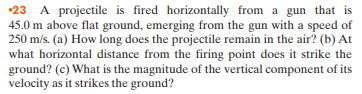 •23 A projectile is fired horizontally from a gun that is
45.0 m above flat ground, emerging from the gun with a speed of
250 m/s. (a) How long does the projectile remain in the air? (b) At
what horizontal distance from the firing point does it strike the
ground? (c) What is the magnitude of the vertical component of its
velocity as it strikes the ground?